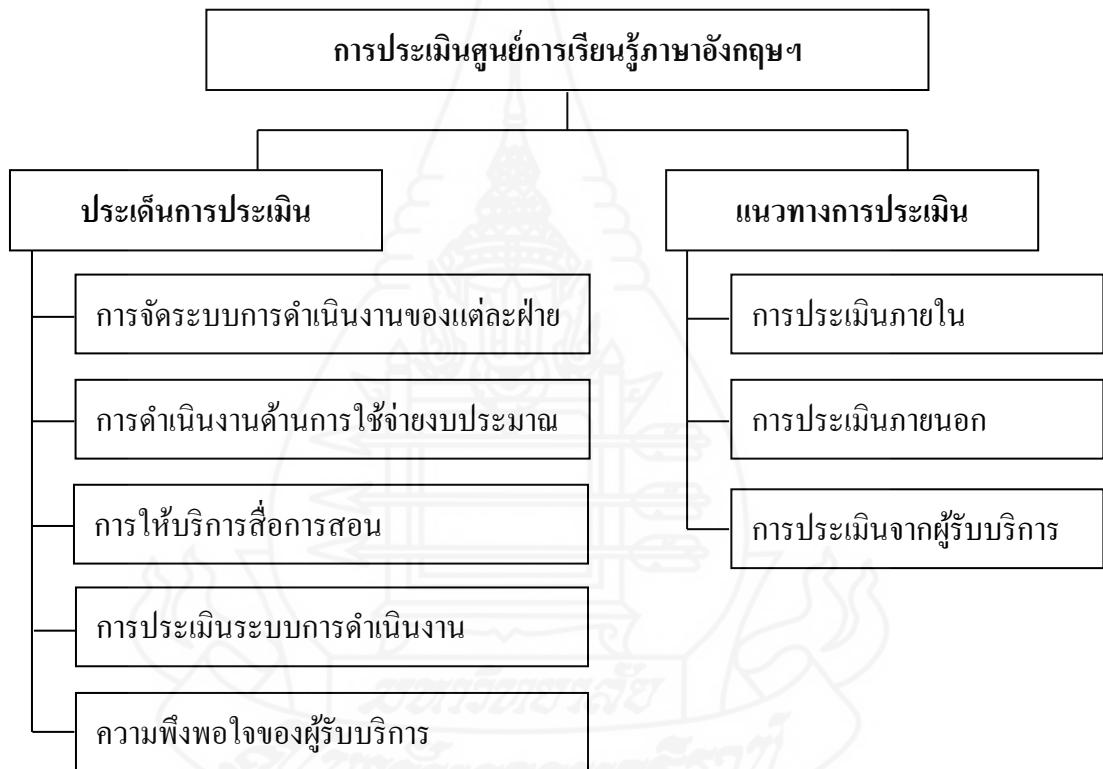 การประเมินศูนย์การเรียนรู้ภาษาอังกฤษฯ
ประเด็นการประเมิน
การจัดระบบการดำเนินงานของแต่ละฝ่าย
การดำเนินงานด้านการใช้จ่ายงบประมาณ
การให้บริการสื่อการสอน
การประเมินระบบการดำเนินงาน
ความพึงพอใจของผู้รับบริการ
แนวทางการประเมิน
การประเมินภายใน
การประเมินภายนอก
การประเมินจากผู้รับบริการ
มหาวิทยาลัย